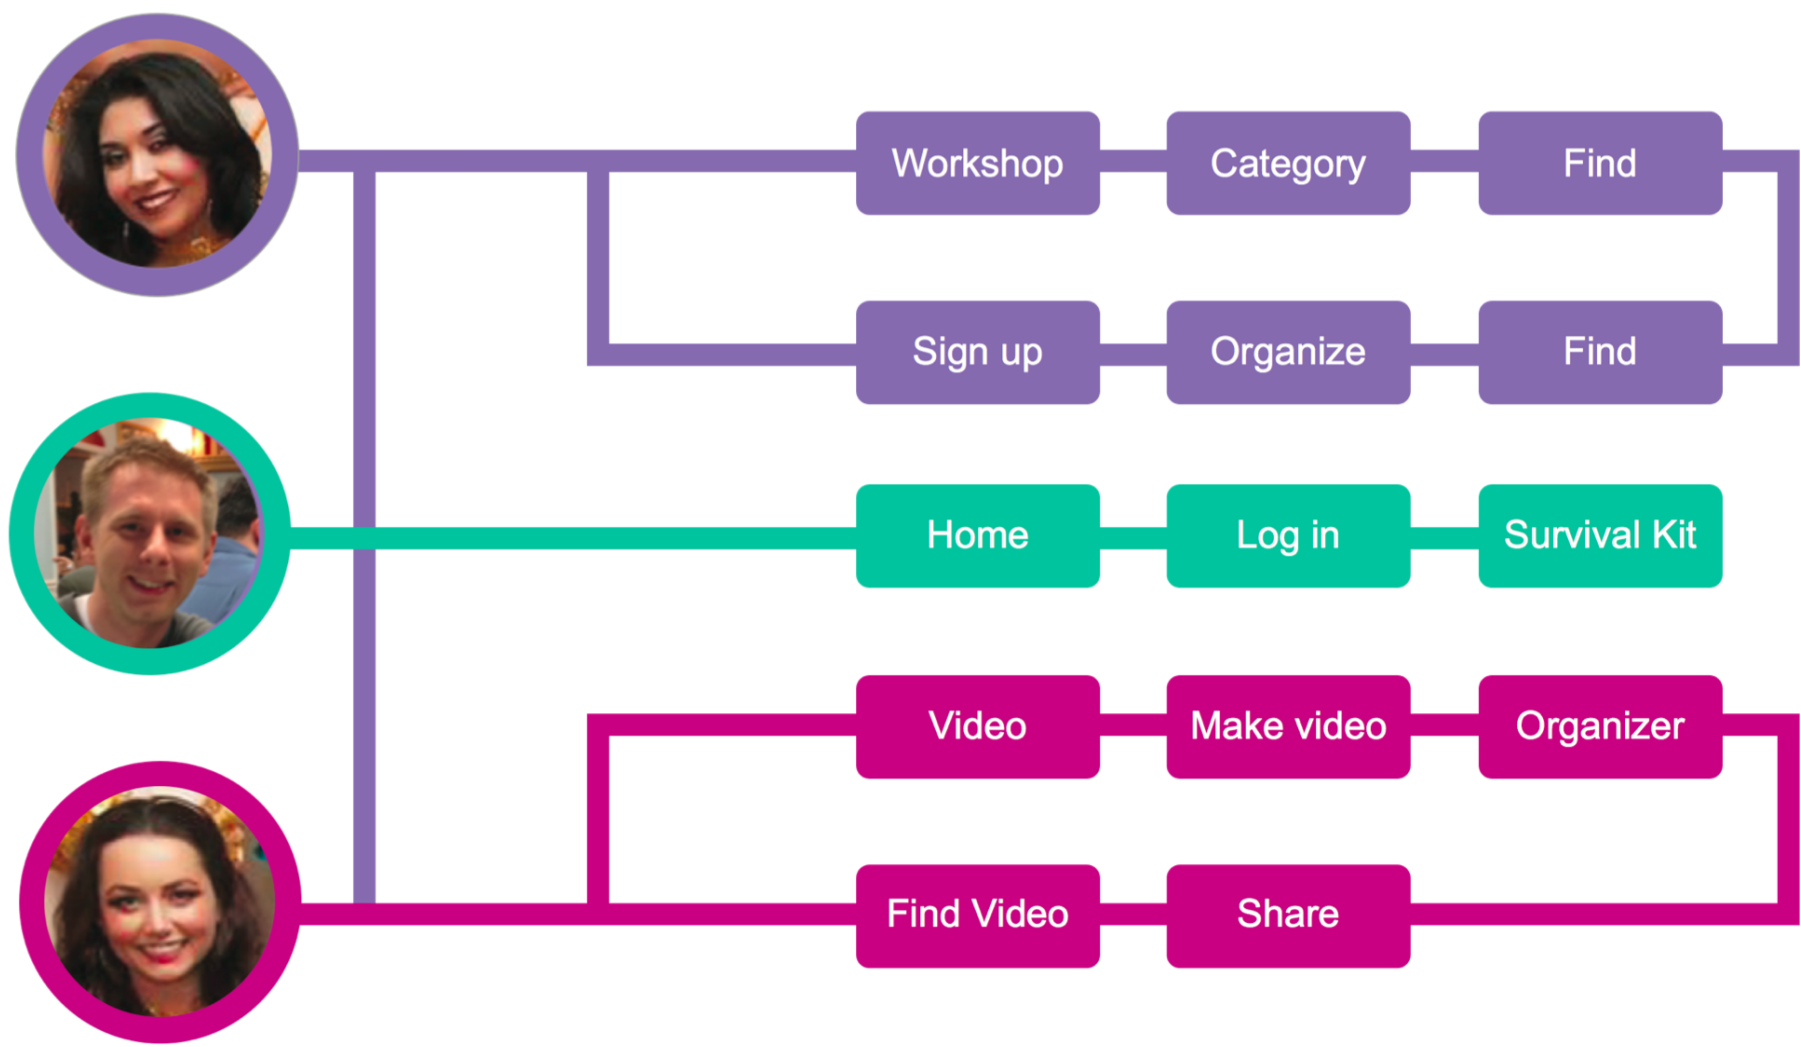 Workshop
Category
Find
Sign up
Organize
Find
Home
Log in
Survival Kit
Video
Make video
Organizer
Find Video
Share